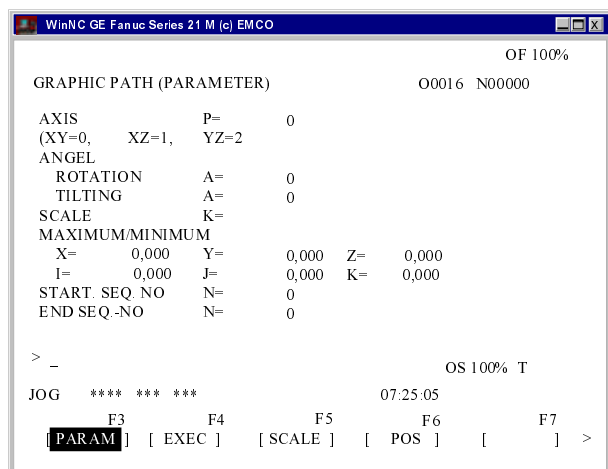 WinNC GE Fanuc Series 21 M (c) EMCO
OF 100%
GRAPHIC PATH (PARAMETER) O0016 N00000
AXIS P= 0
(XY=0, XZ=1, YZ=2
ANGEL
ROTATION A= 0
TILTING A= 0
SCALE K=
MAXIMUM/MINIMUM
X= 0,000 Y= 0,000 Z= 0,000
I= 0,000 J= 0,000 K= 0,000
START. SEQ. NO N= 0
END SEQ.-NO N= 0
> _
OS 100% T
JOG **** *** *** 07:25:05
F3 F4 F5 F6 F7
[ PARAM ] [ EXEC ] [ SCALE ] [ POS ] [ ] >